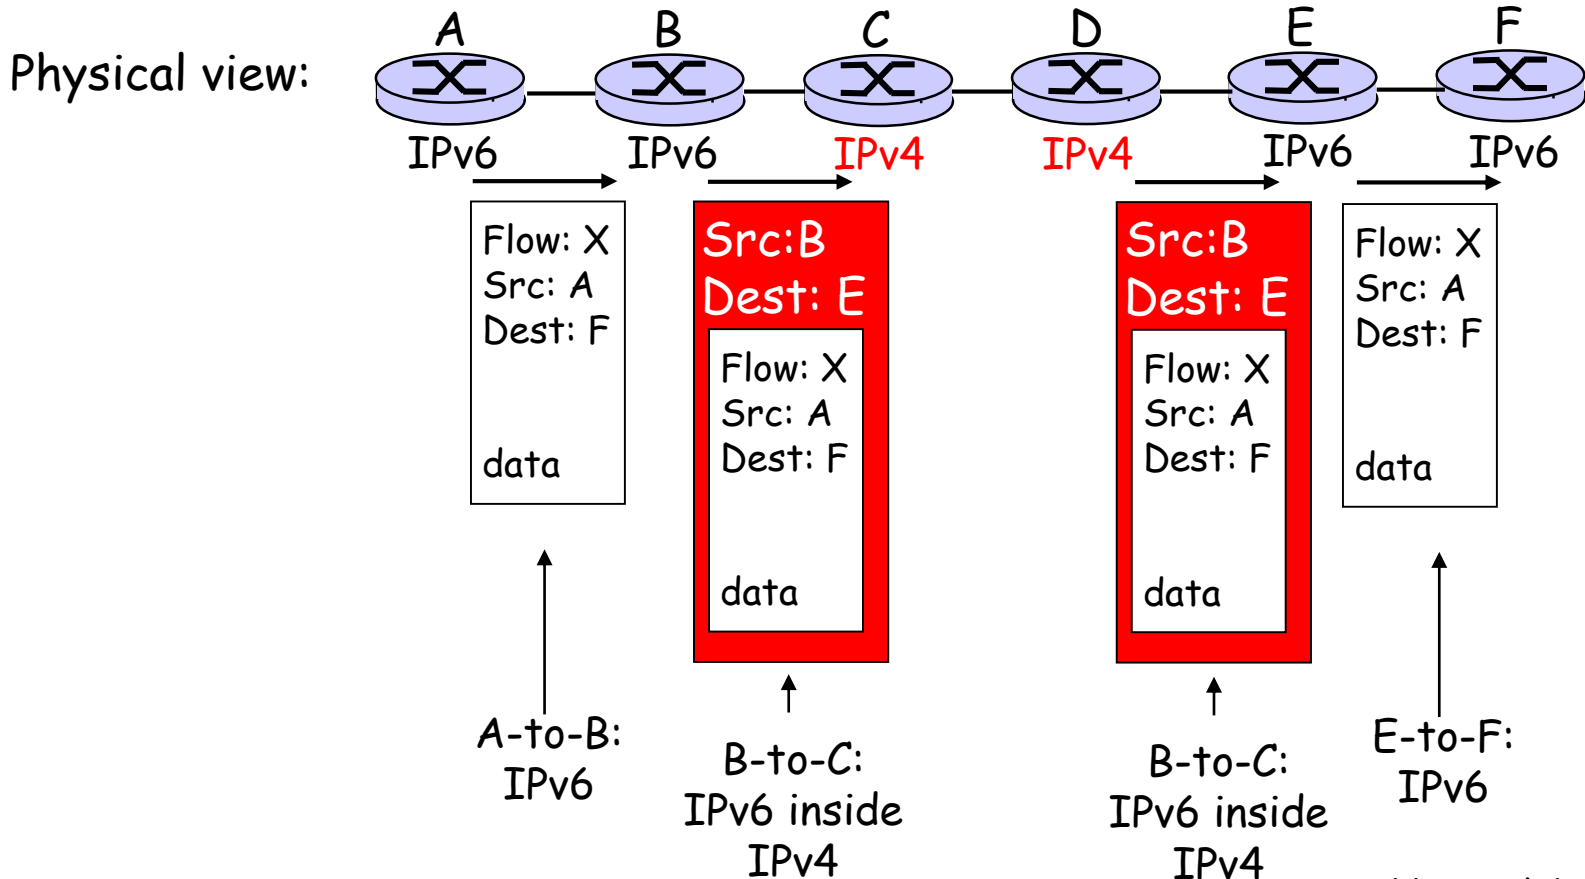 A B C D E F
Physical view:
IPv6 IPv6 IPv4 IPv4 IPv6 IPv6
Flow: X
Src: A
Dest: F
data
Src:B
Dest: E
Flow: X
Src: A
Dest: F
data
Src:B
Dest: E
Flow: X
Src: A
Dest: F
data
Flow: X
Src: A
Dest: F
data
A-to-B:
IPv6
B-to-C:
IPv6 inside
IPv4
B-to-C:
IPv6 inside
IPv4
E-to-F:
IPv6